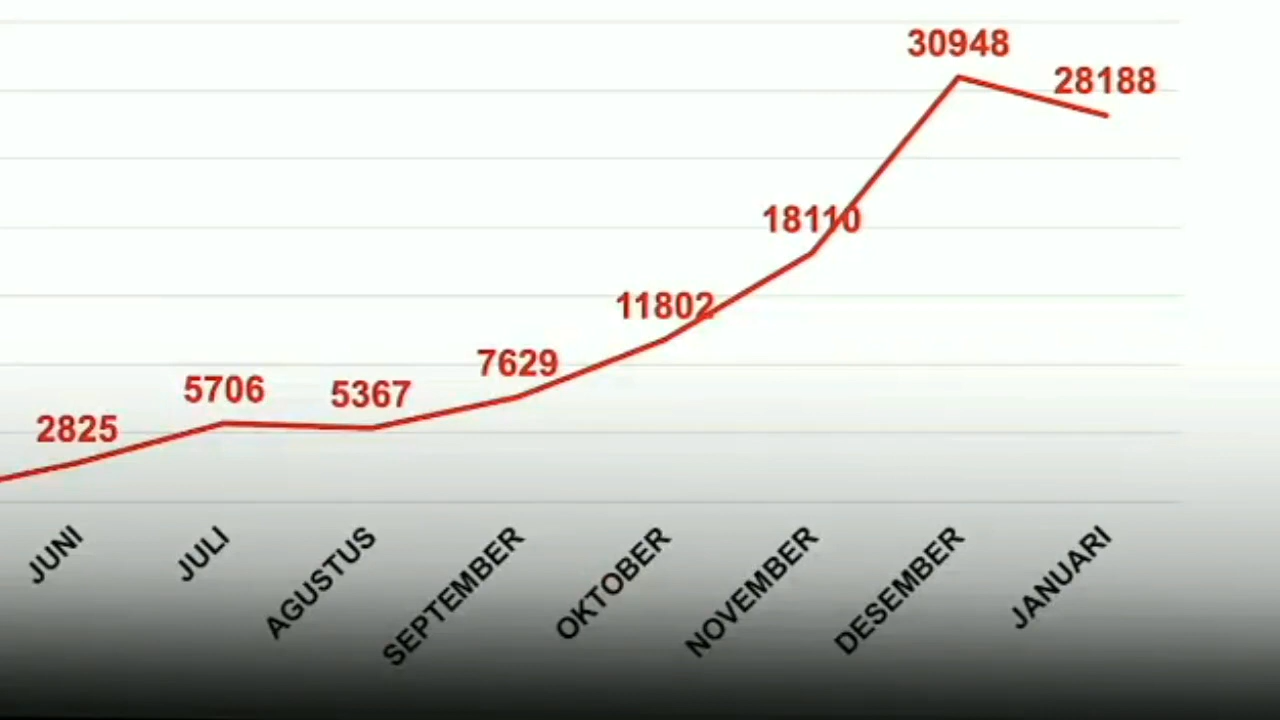 30948
28188
18110
11802
7629
5706
5367
2825
JUNI
JULI
AGUSTUS
SEPTEMBER
OKTOBER
NOVEMBER
DESEMBER
JANUARI